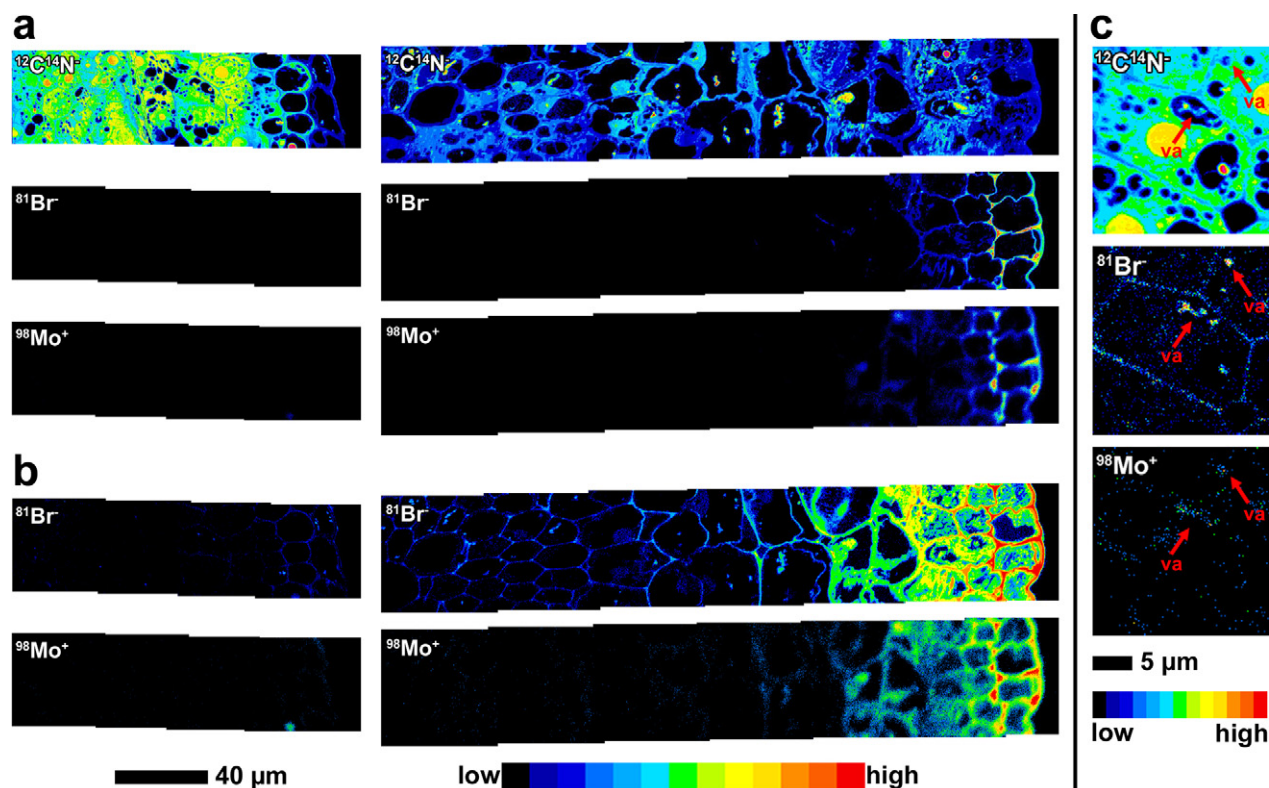 a
¹²C¹⁴N⁻
¹²C¹⁴N⁻
⁸¹Br⁻
⁸¹Br⁻
⁹⁸Mo⁺
⁹⁸Mo⁺
b
⁸¹Br⁻
⁸¹Br⁻
⁹⁸Mo⁺
⁹⁸Mo⁺
40 µm
low high
c
¹²C¹⁴N⁻
va
va
⁸¹Br⁻
va
va
⁹⁸Mo⁺
va
va
5 µm
low high